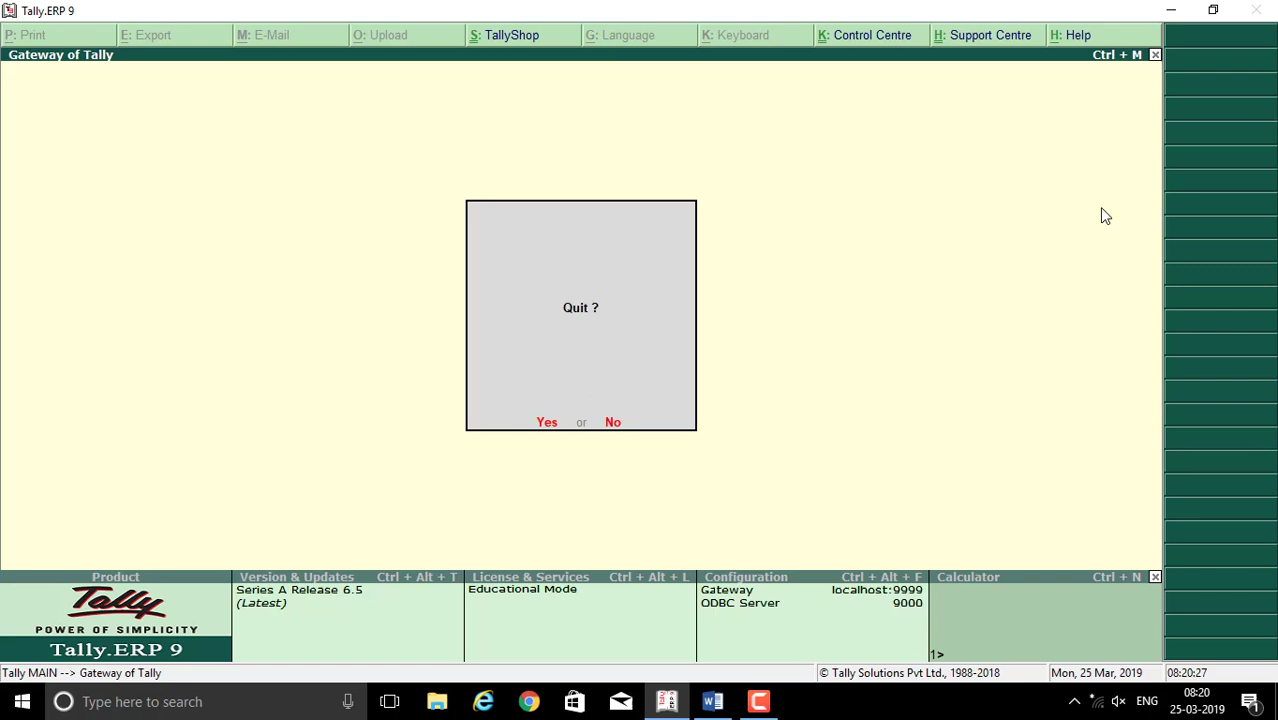 Tally.ERP 9
P: Print E: Export M: E-Mail O: Upload S: TallyShop G: Language K: Keyboard K: Control Centre H: Support Centre H: Help
Gateway of Tally Ctrl + M
Quit ?
Yes or No
Product Version & Updates Ctrl + Alt + T License & Services Ctrl + Alt + L Configuration Ctrl + Alt + F Calculator Ctrl + N
Series A Release 6.5 Educational Mode Gateway localhost:9999
(Latest) ODBC Server 9000
Tally
POWER OF SIMPLICITY
Tally.ERP 9
1>
Tally MAIN --> Gateway of Tally © Tally Solutions Pvt Ltd., 1988-2018 Mon, 25 Mar, 2019 08:20:27
Type here to search ENG 08:20
25-03-2019
1